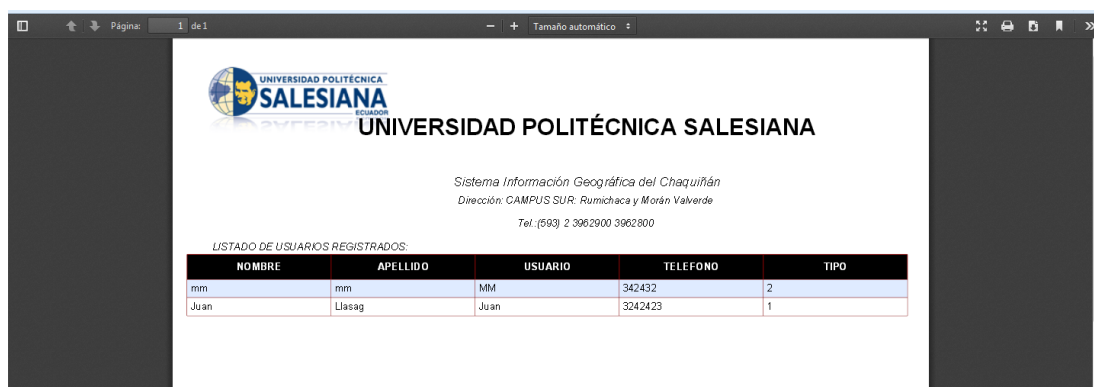 Página: 1 de 1 − + Tamaño automático
UNIVERSIDAD POLITÉCNICA
SALESIANA
ECUADOR
UNIVERSIDAD POLITÉCNICA SALESIANA
Sistema Información Geográfica del Chaquiñán
Dirección: CAMPUS SUR: Rumichaca y Morán Valverde
Tel.:(593) 2 3962900 3962800
LISTADO DE USUARIOS REGISTRADOS:
NOMBRE APELLIDO USUARIO TELEFONO TIPO
mm mm MM 342432 2
Juan Llasag Juan 3242423 1